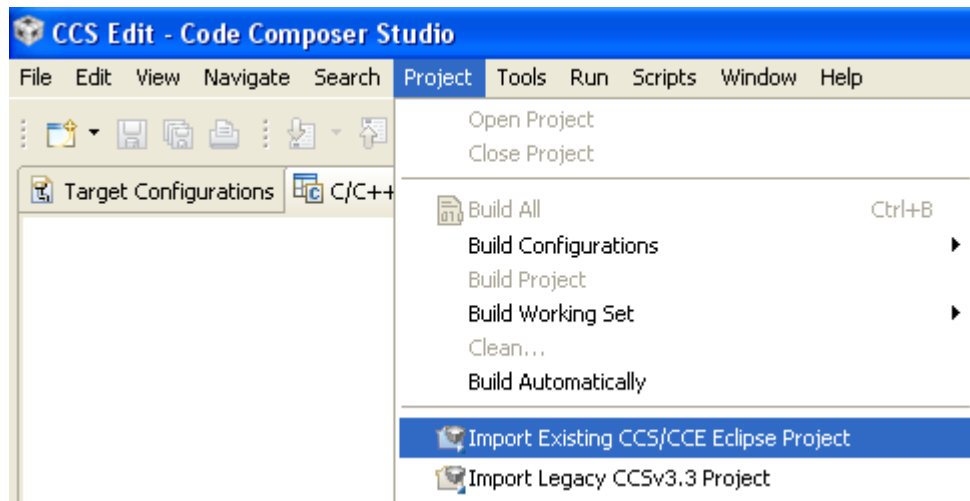 CCS Edit - Code Composer Studio
File Edit View Navigate Search Project Tools Run Scripts Window Help
Open Project
Close Project
Target Configurations C/C++
Build All Ctrl+B
Build Configurations
Build Project
Build Working Set
Clean...
Build Automatically
Import Existing CCS/CCE Eclipse Project
Import Legacy CCSv3.3 Project